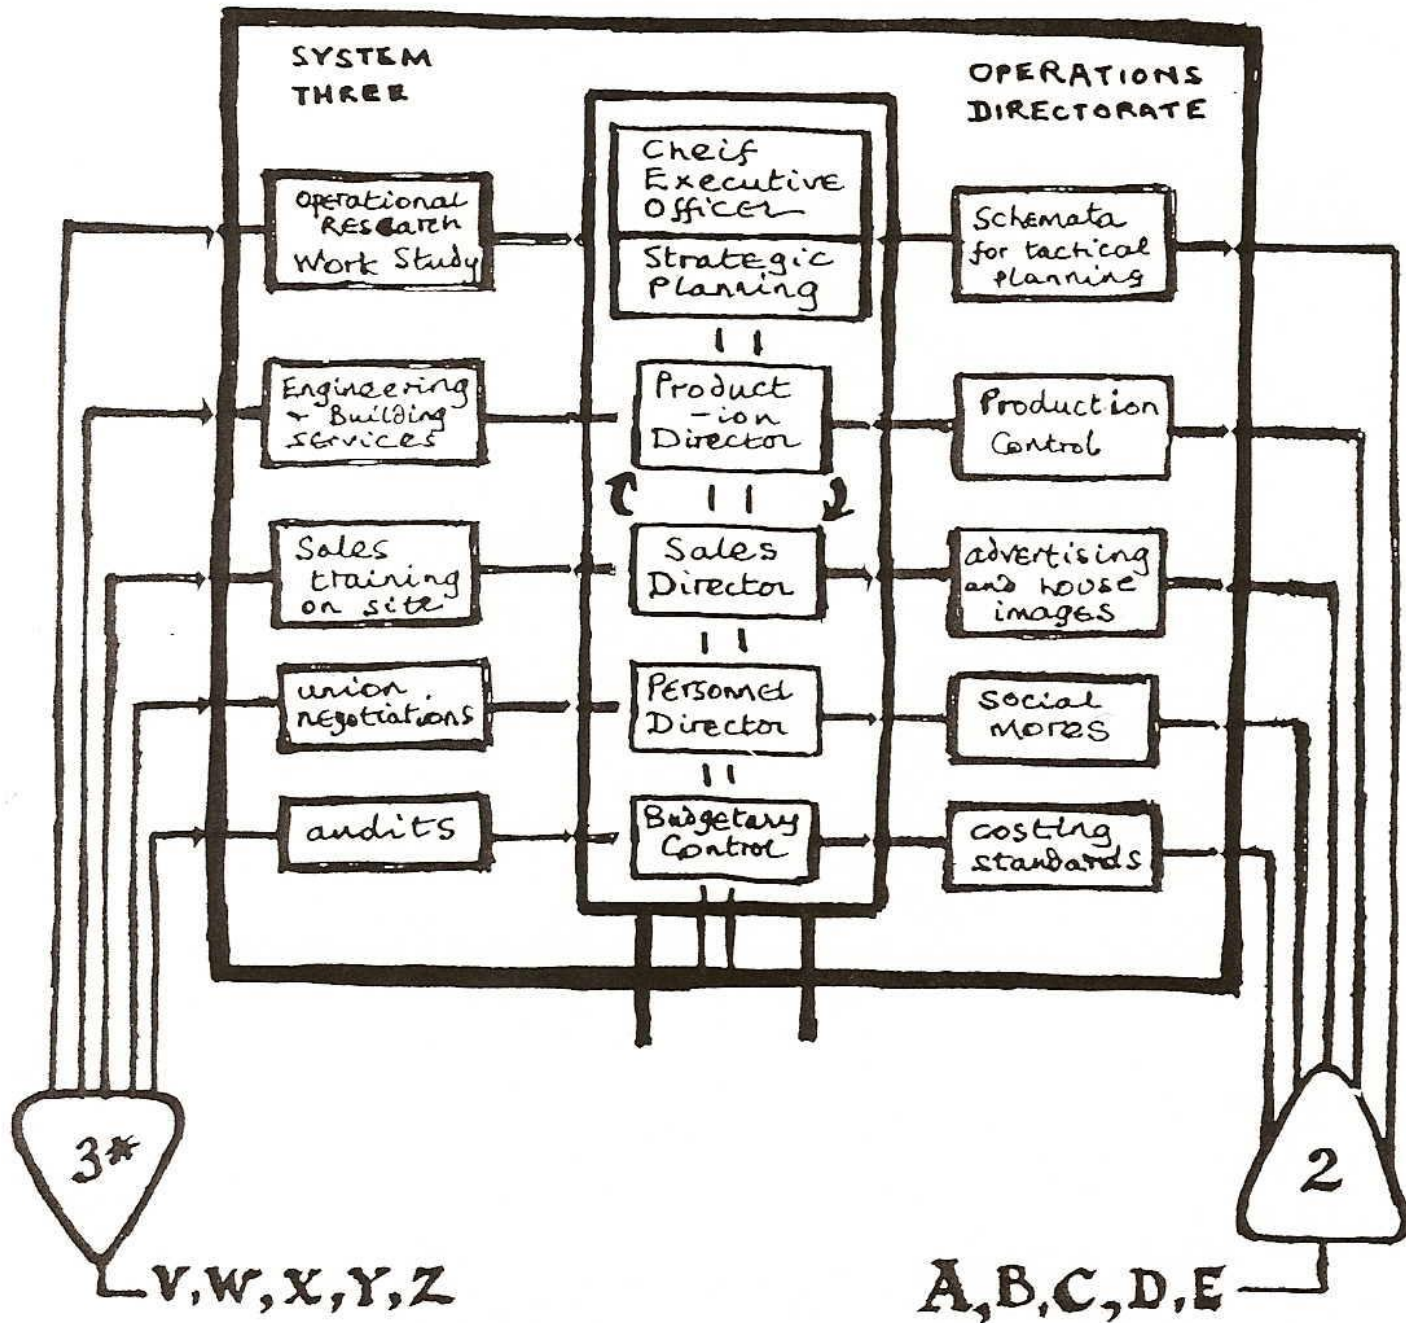 SYSTEM
THREE
OPERATIONS
DIRECTORATE
Cheif
Executive
Officer
Strategic
Planning
Operational
Research
Work Study
Schemata
for tactical
planning
Engineering
+ Building
services
Product
-ion
Director
Production
Control
Sales
training
on site
Sales
Director
advertising
and house
images
union
negotiations
Personnel
Director
social
mores
audits
Budgetary
Control
costing
standards
3*
2
V,W,X,Y,Z
A,B,C,D,E